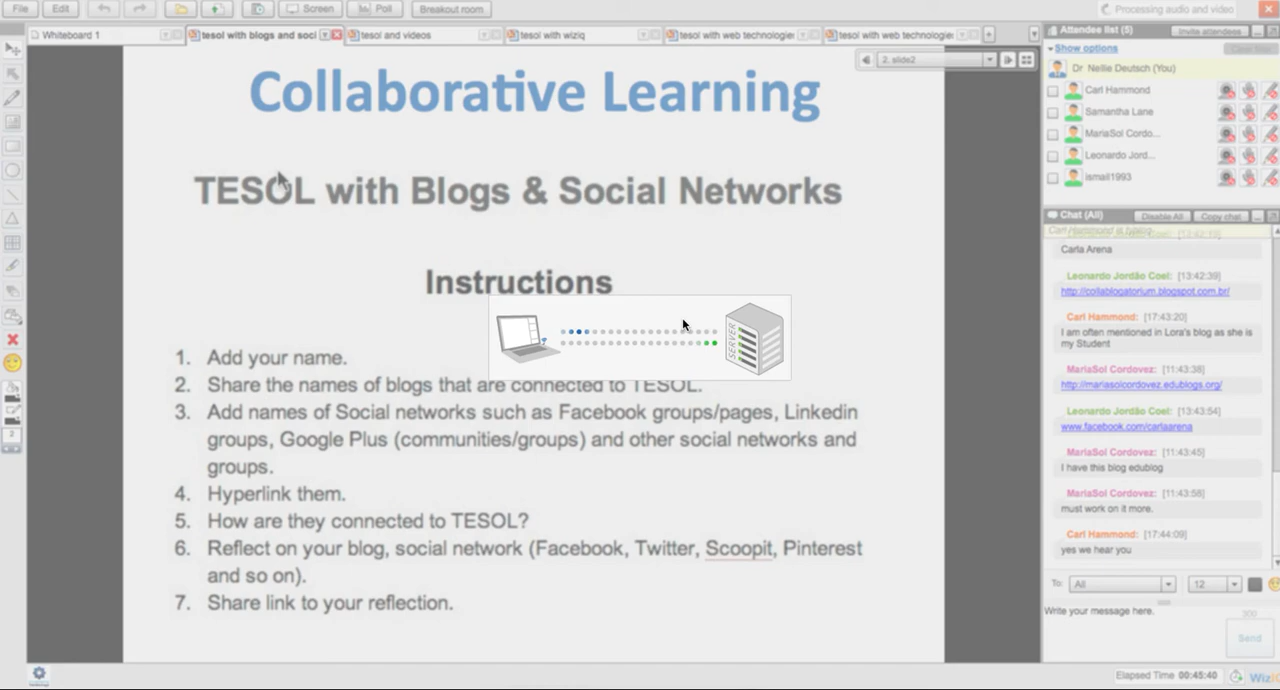 File Edit Screen Poll Breakout room Processing audio and video
Whiteboard 1 tesol with blogs and soci tesol and videos tesol with wiziq tesol with web technologies tesol with web technologies
2. slide2
Collaborative Learning
TESOL with Blogs & Social Networks
Instructions
SERVER
1. Add your name.
2. Share the names of blogs that are connected to TESOL.
3. Add names of Social networks such as Facebook groups/pages, Linkedin
groups, Google Plus (communities/groups) and other social networks and
groups.
4. Hyperlink them.
5. How are they connected to TESOL?
6. Reflect on your blog, social network (Facebook, Twitter, Scoopit, Pinterest
and so on).
7. Share link to your reflection.
2
Attendee list (5) Invite attendees
Show options
Dr Nellie Deutsch (You)
Carl Hammond
Samantha Lane
MariaSol Cordo...
Leonardo Jord...
ismail1993
Chat (All) Disable All Copy chat
Carl Hammond is typing
Carla Arena
Leonardo Jordão Coel: [13:42:39]
http://collablogatorium.blogspot.com.br/
Carl Hammond: [17:43:20]
I am often mentioned in Lora's blog as she is
my Student
MariaSol Cordovez: [11:43:38]
http://mariasolcordovez.edublogs.org/
Leonardo Jordão Coel: [13:43:54]
www.facebook.com/carlaarena
MariaSol Cordovez: [11:43:45]
I have this blog edublog
MariaSol Cordovez: [11:43:58]
must work on it more.
Carl Hammond: [17:44:09]
yes we hear you
To: All 12
Write your message here.
300
Send
Elapsed Time 00:45:40